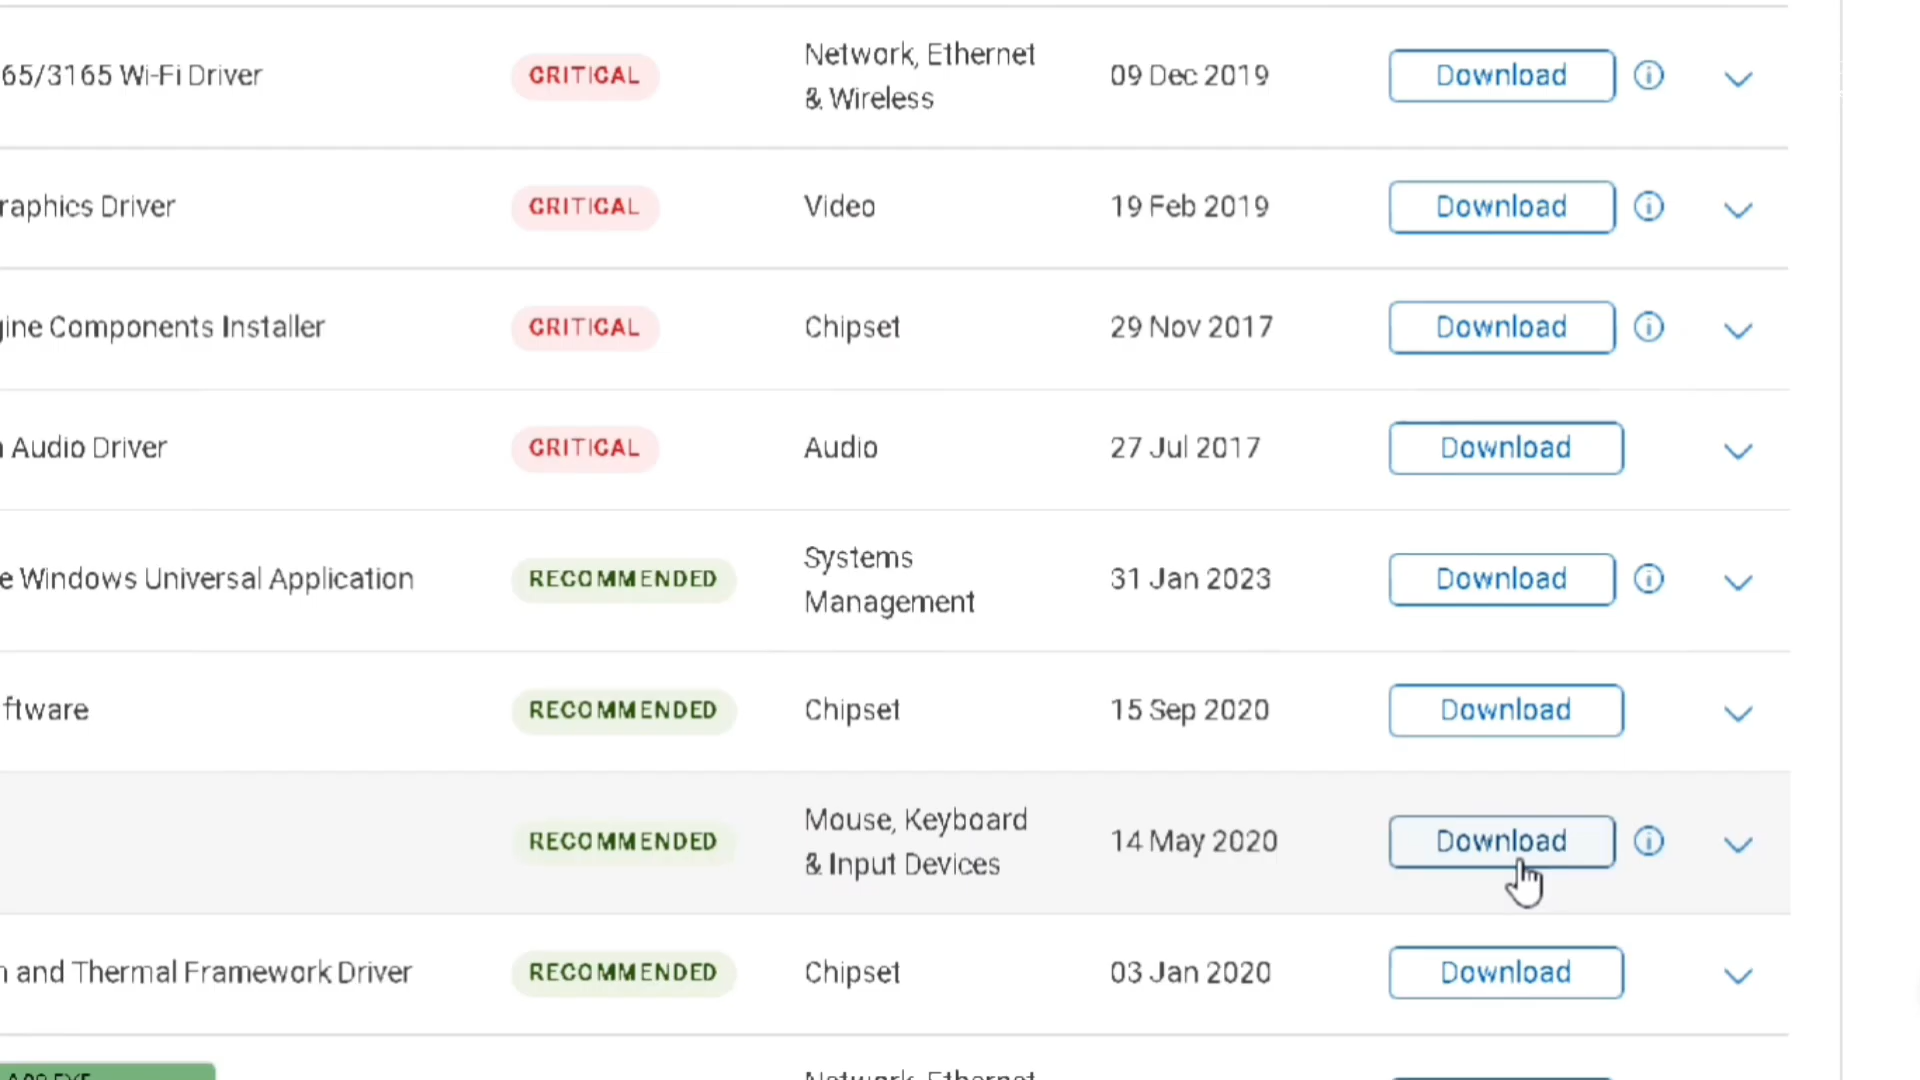 65/3165 Wi-Fi Driver CRITICAL Network, Ethernet & Wireless 09 Dec 2019 Download
raphics Driver CRITICAL Video 19 Feb 2019 Download
gine Components Installer CRITICAL Chipset 29 Nov 2017 Download
Audio Driver CRITICAL Audio 27 Jul 2017 Download
e Windows Universal Application RECOMMENDED Systems Management 31 Jan 2023 Download
ftware RECOMMENDED Chipset 15 Sep 2020 Download
RECOMMENDED Mouse, Keyboard & Input Devices 14 May 2020 Download
n and Thermal Framework Driver RECOMMENDED Chipset 03 Jan 2020 Download
Network, Ethernet